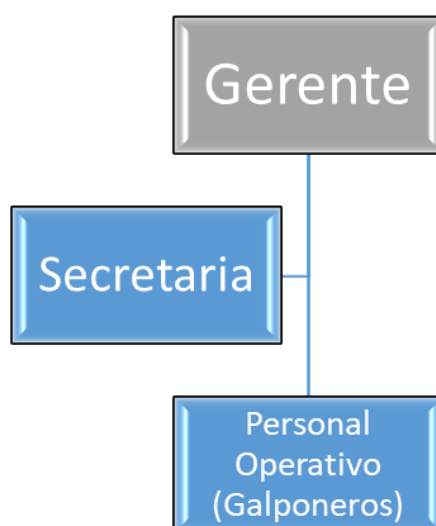 Gerente
Secretaria
Personal
Operativo
(Galponeros)